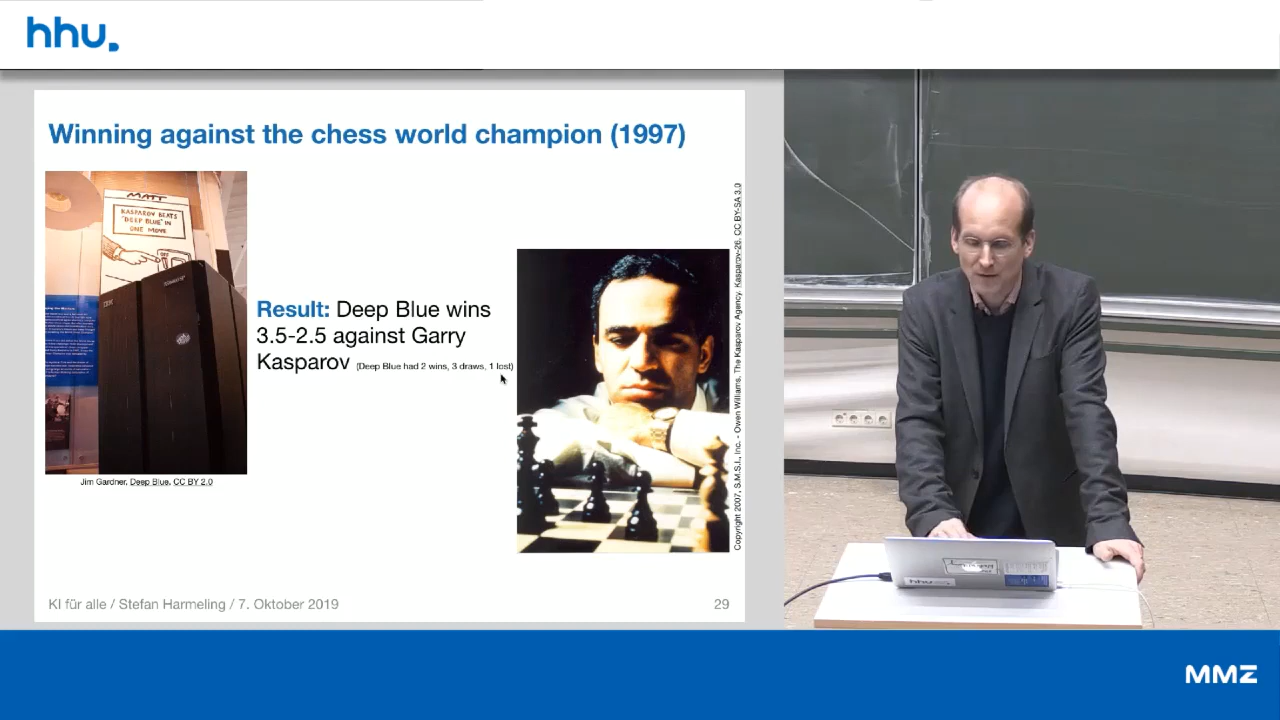 hhu.
Winning against the chess world champion (1997)
MATT
KASPAROV BEATS
"DEEP BLUE" IN
ONE MOVE
IBM
Result: Deep Blue wins
3.5-2.5 against Garry
Kasparov (Deep Blue had 2 wins, 3 draws, 1 lost)
Copyright 2007, S.M.S.I., Inc. - Owen Williams, The Kasparov Agency, Kasparov-26, CC BY-SA 3.0
Jim Gardner, Deep Blue, CC BY 2.0
KI für alle / Stefan Harmeling / 7. Oktober 2019
29
hhu
MMZ